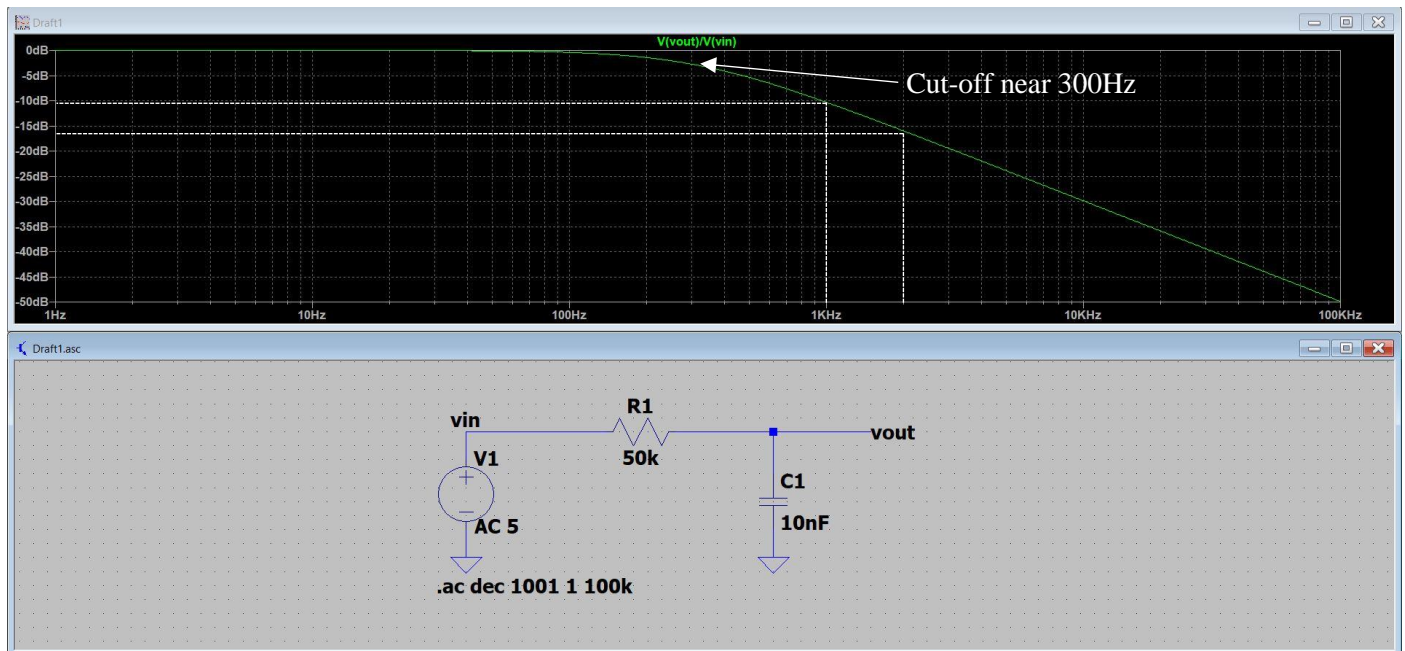 Draft1
V(vout)/V(vin)
0dB
-5dB
-10dB
-15dB
-20dB
-25dB
-30dB
-35dB
-40dB
-45dB
-50dB
Cut-off near 300Hz
1Hz 10Hz 100Hz 1KHz 10KHz 100KHz
Draft1.asc
vin
R1
50k
vout
V1
AC 5
C1
10nF
.ac dec 1001 1 100k